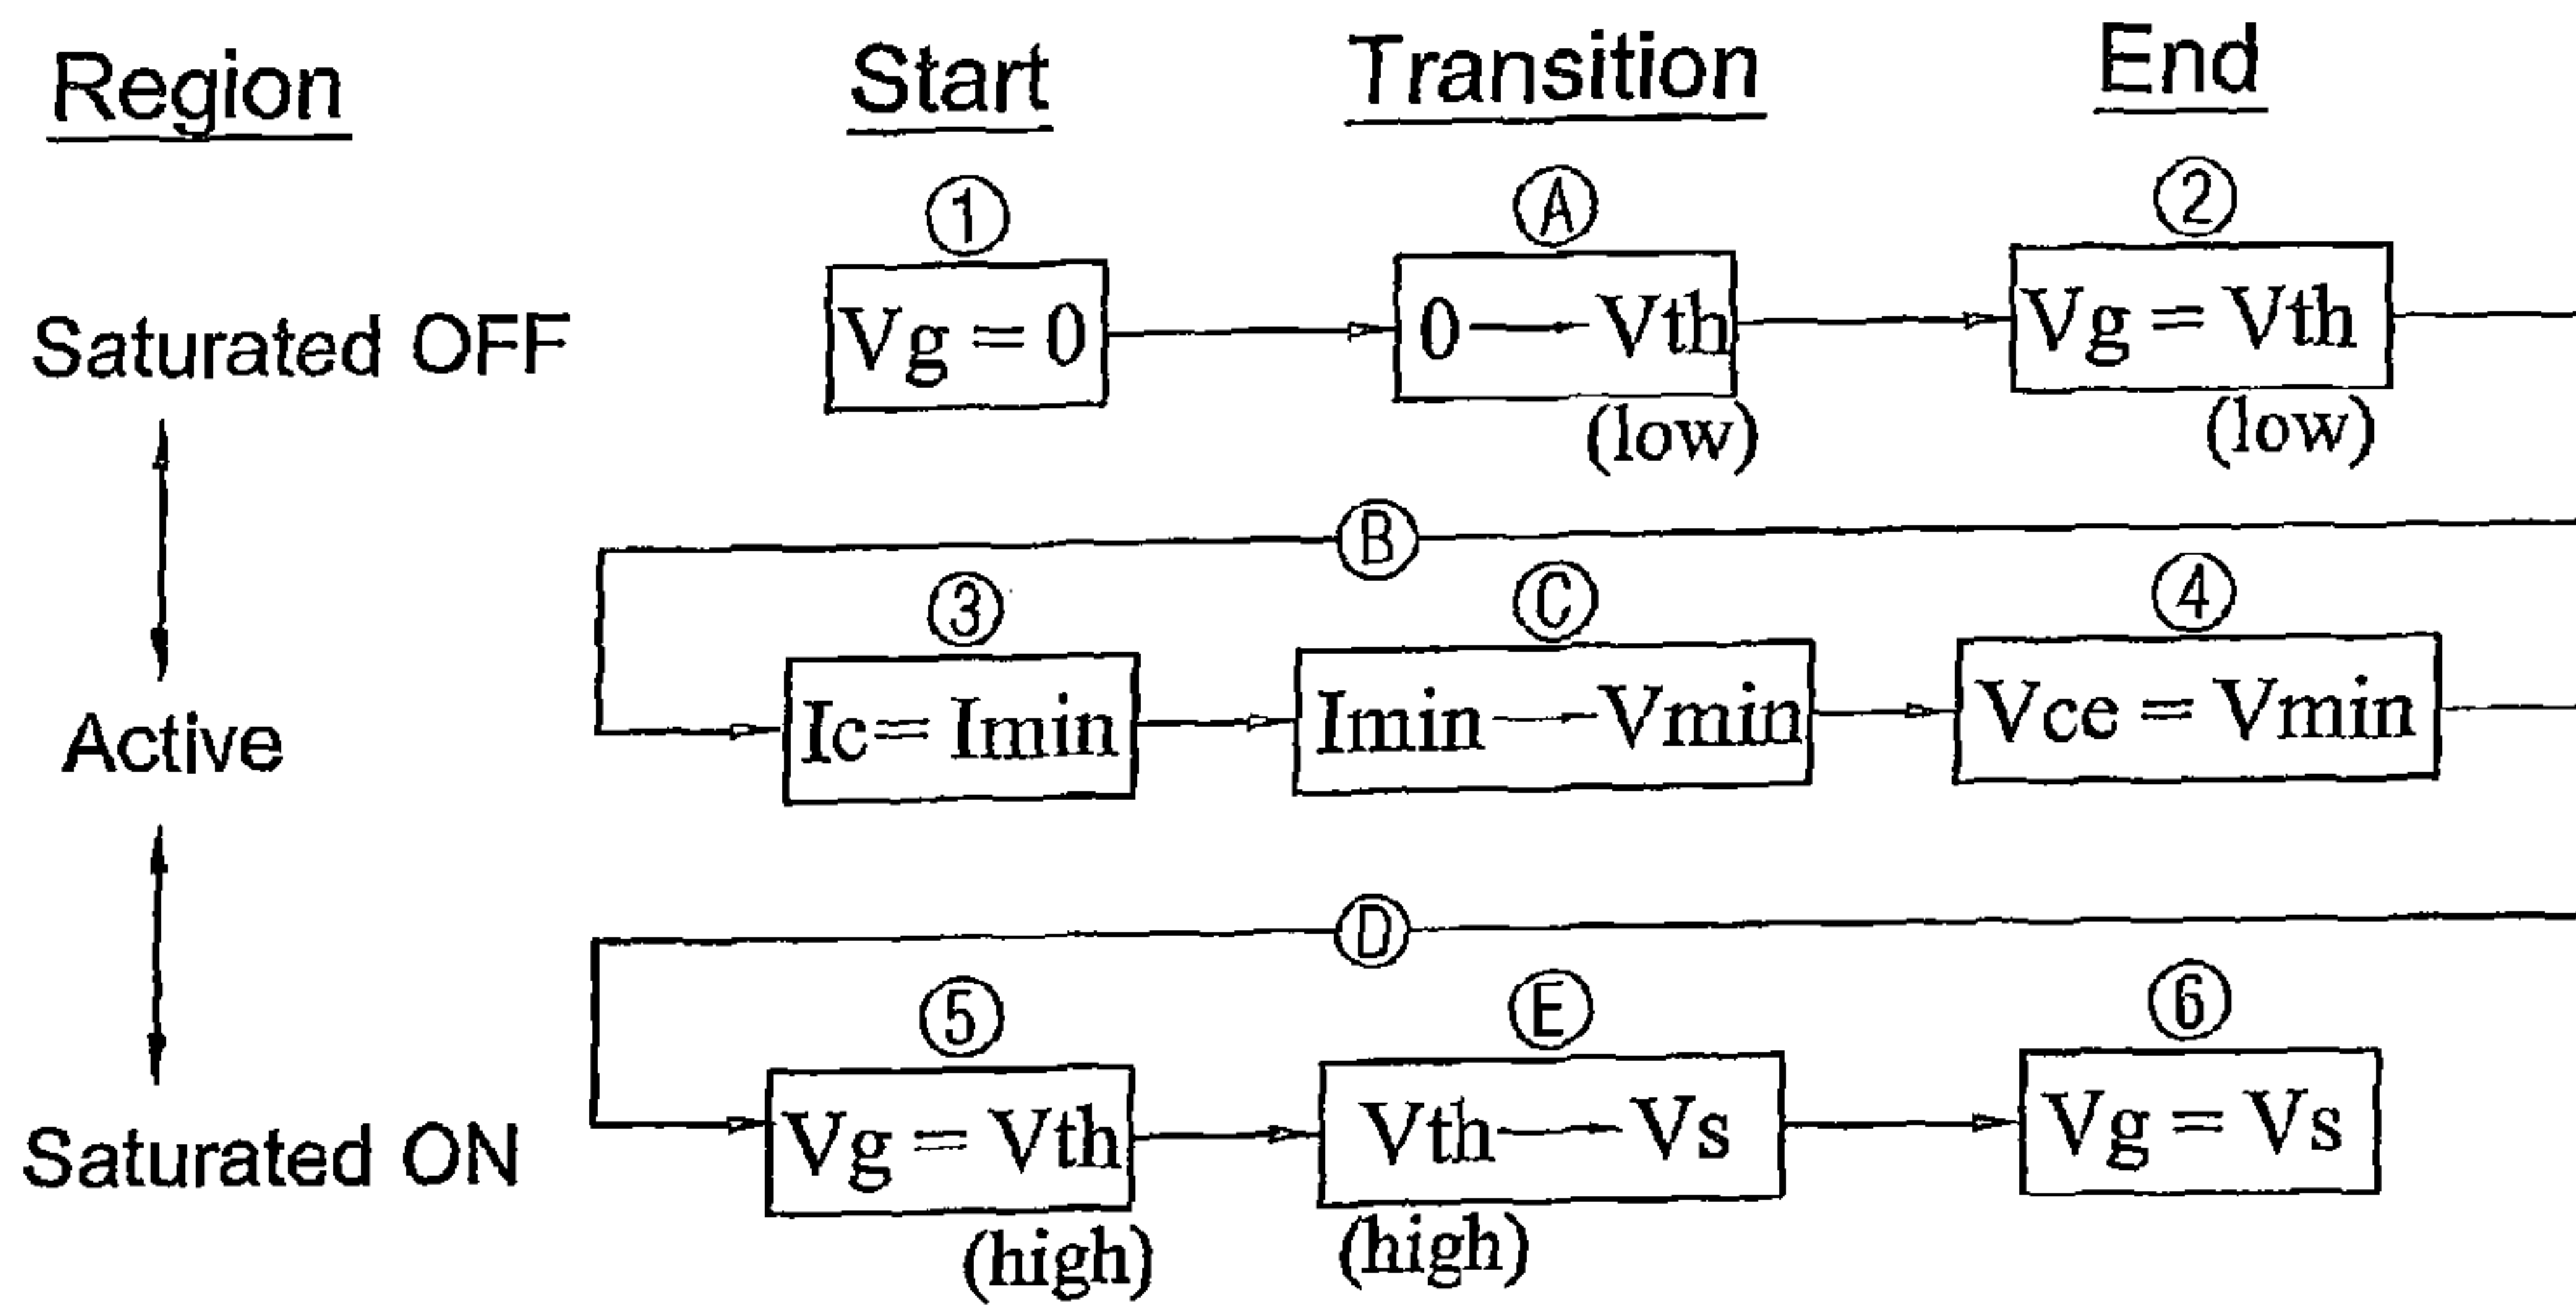 Region Start Transition End
1 A 2
Saturated OFF Vg = 0 0 → Vth Vg = Vth
(low) (low)
B
3 C 4
Active Ic = Imin Imin → Vmin Vce = Vmin
D
5 E 6
Saturated ON Vg = Vth Vth → Vs Vg = Vs
(high) (high)